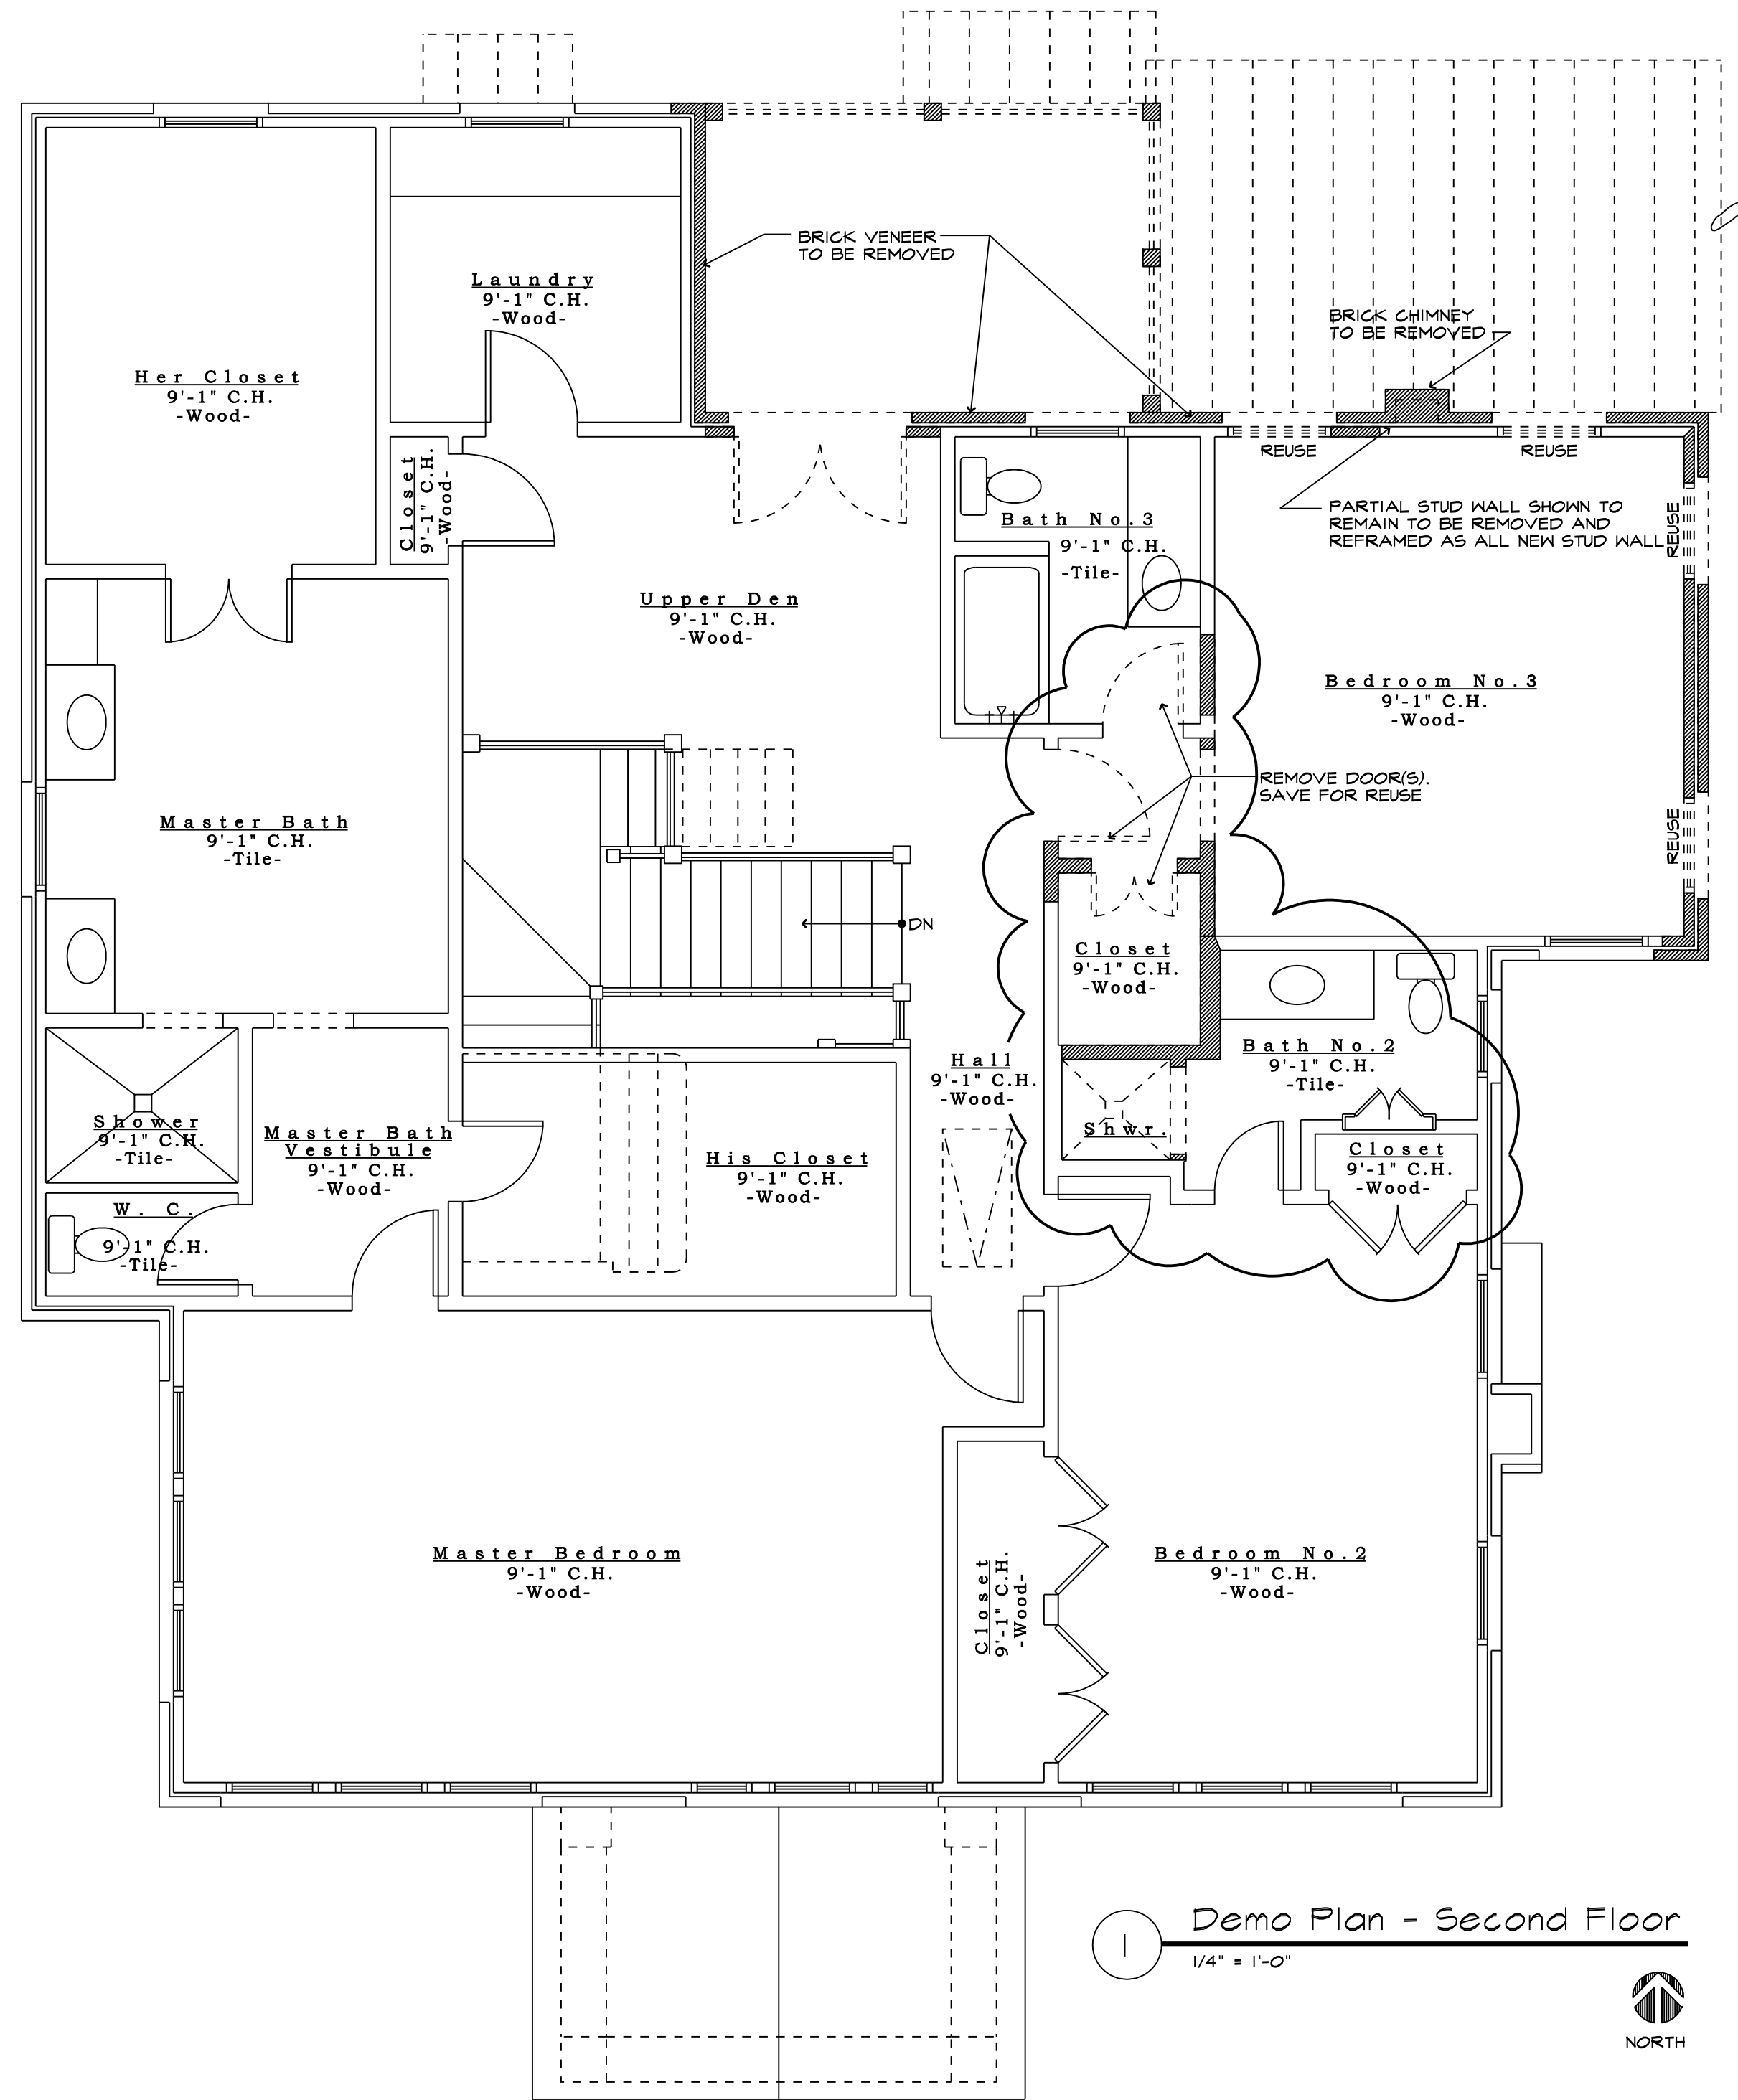 BRICK VENEER
TO BE REMOVED
Laundry
9'-1" C.H.
-Wood-
BRICK CHIMNEY
TO BE REMOVED
Her Closet
9'-1" C.H.
-Wood-
Closet
9'-1" C.H.
-Wood-
REUSE
REUSE
PARTIAL STUD WALL SHOWN TO
REMAIN TO BE REMOVED AND
REFRAMED AS ALL NEW STUD WALL
REUSE
Bath No.3
9'-1" C.H.
-Tile-
Upper Den
9'-1" C.H.
-Wood-
Bedroom No.3
9'-1" C.H.
-Wood-
REMOVE DOOR(S).
SAVE FOR REUSE
REUSE
Master Bath
9'-1" C.H.
-Tile-
DN
Closet
9'-1" C.H.
-Wood-
Hall
9'-1" C.H.
-Wood-
Bath No.2
9'-1" C.H.
-Tile-
Shower
9'-1" C.H.
-Tile-
Master Bath
Vestibule
9'-1" C.H.
-Wood-
His Closet
9'-1" C.H.
-Wood-
Shwr.
Closet
9'-1" C.H.
-Wood-
W. C.
9'-1" C.H.
-Tile-
Master Bedroom
9'-1" C.H.
-Wood-
Closet
9'-1" C.H.
-Wood-
Bedroom No.2
9'-1" C.H.
-Wood-
1
Demo Plan - Second Floor
1/4" = 1'-0"
NORTH